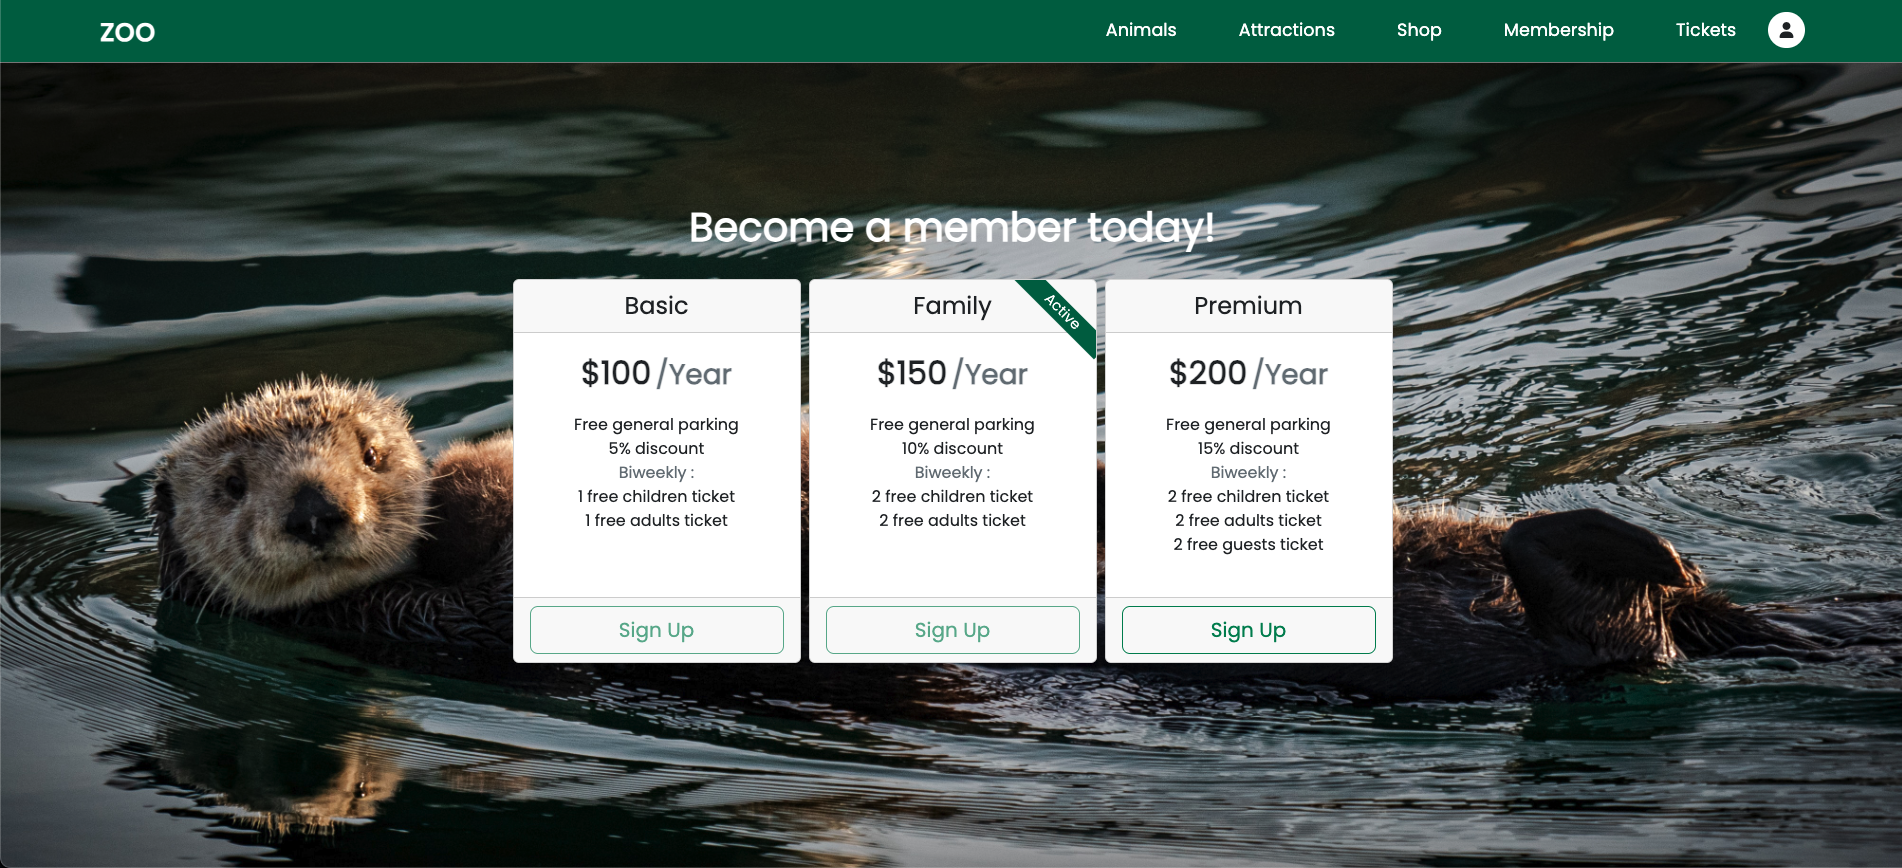 ZOO
Animals
Attractions
Shop
Membership
Tickets
Become a member today!
Basic
$100 /Year
Free general parking
5% discount
Biweekly :
1 free children ticket
1 free adults ticket
Sign Up
Family
Active
$150 /Year
Free general parking
10% discount
Biweekly :
2 free children ticket
2 free adults ticket
Sign Up
Premium
$200 /Year
Free general parking
15% discount
Biweekly :
2 free children ticket
2 free adults ticket
2 free guests ticket
Sign Up